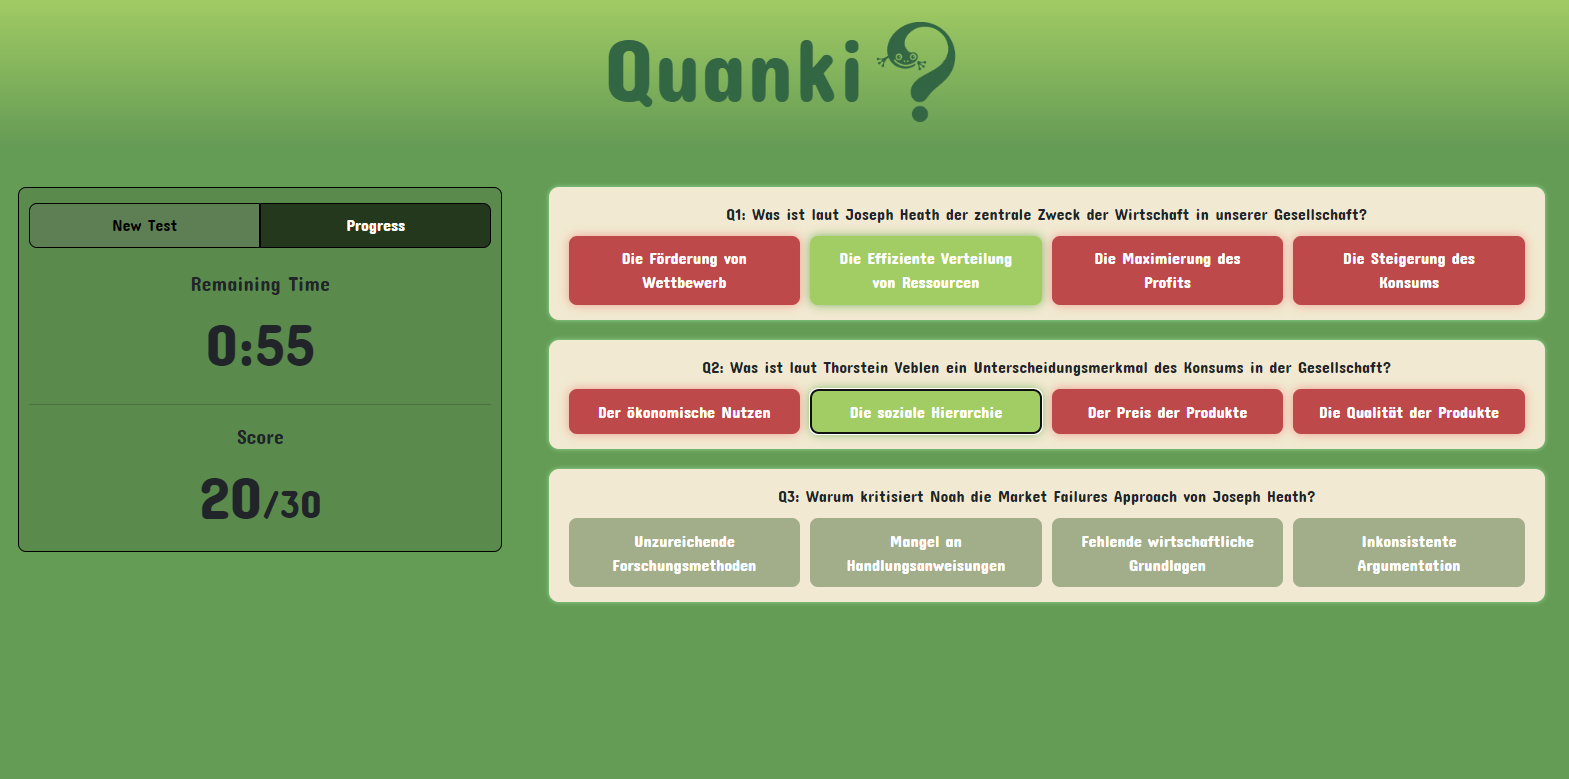 Quanki
New Test
Progress
Remaining Time
0:55
Score
20/30
Q1: Was ist laut Joseph Heath der zentrale Zweck der Wirtschaft in unserer Gesellschaft?
Die Förderung von
Wettbewerb
Die Effiziente Verteilung
von Ressourcen
Die Maximierung des
Profits
Die Steigerung des
Konsums
Q2: Was ist laut Thorstein Veblen ein Unterscheidungsmerkmal des Konsums in der Gesellschaft?
Der ökonomische Nutzen
Die soziale Hierarchie
Der Preis der Produkte
Die Qualität der Produkte
Q3: Warum kritisiert Noah die Market Failures Approach von Joseph Heath?
Unzureichende
Forschungsmethoden
Mangel an
Handlungsanweisungen
Fehlende wirtschaftliche
Grundlagen
Inkonsistente
Argumentation